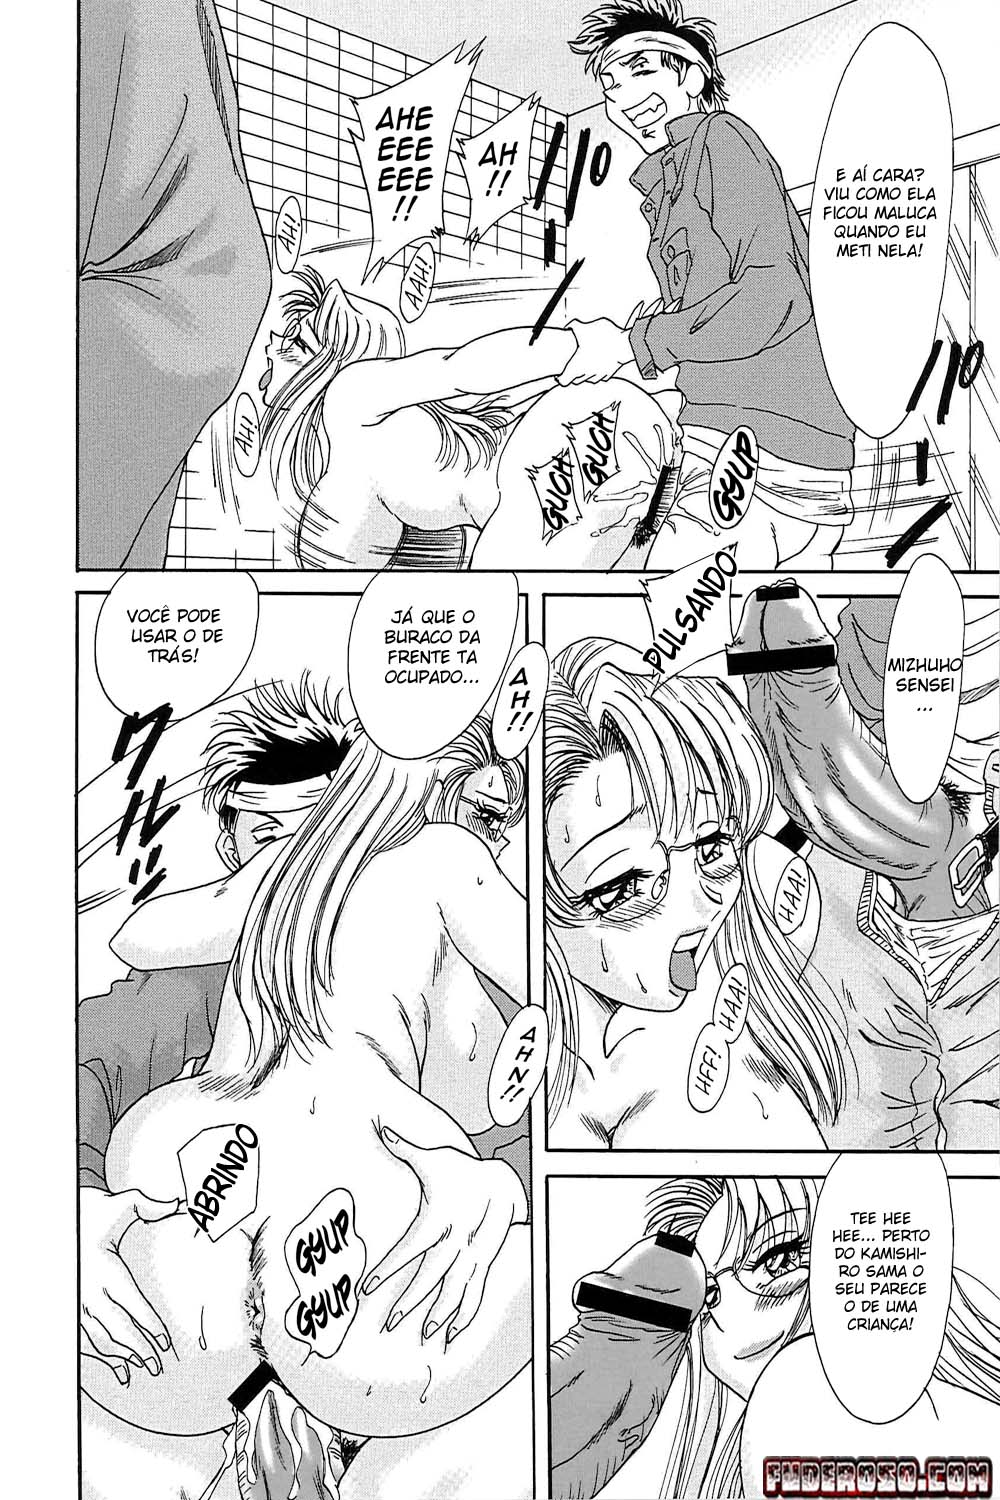 AHE
EEE
EEE
!!
AH
!!
E AÍ CARA?
VIU COMO ELA
FICOU MALUCA
QUANDO EU
METI NELA!
AH!
AAH!
AH!
GUCH
GUCH
GYUP
PULSANDO
MIZHUHO
SENSEI
...
HAA!
HAA!
HFF!
JÁ QUE O
BURACO DA
FRENTE TA
OCUPADO...
VOCÊ PODE
USAR O DE
TRÁS!
AH!!
AHN!!
ABRINDO
GYUP
GYUP
TEE HEE
HEE... PERTO
DO KAMISHI-
RO SAMA O
SEU PARECE
O DE UMA
CRIANÇA!
FUDEROSO.COM